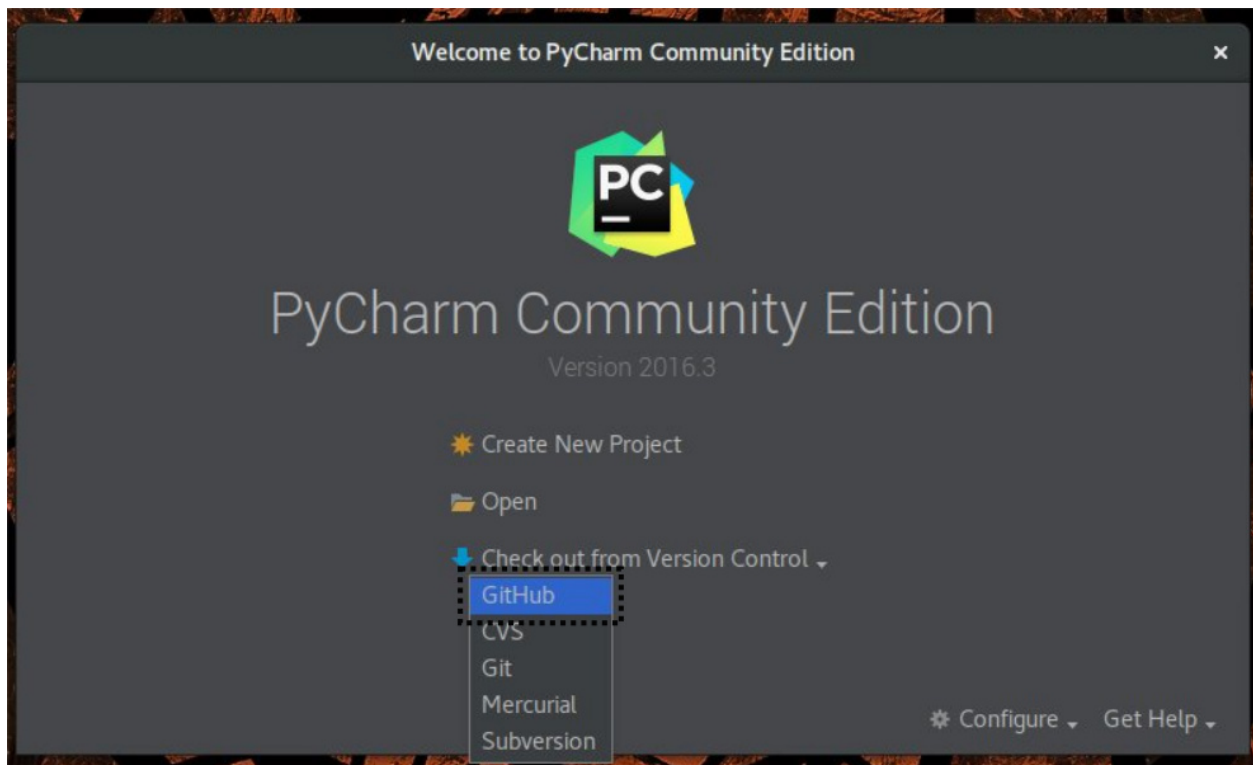 Welcome to PyCharm Community Edition ×
PC
PyCharm Community Edition
Version 2016.3
Create New Project
Open
Check out from Version Control
GitHub
CVS
Git
Mercurial
Subversion
Configure
Get Help